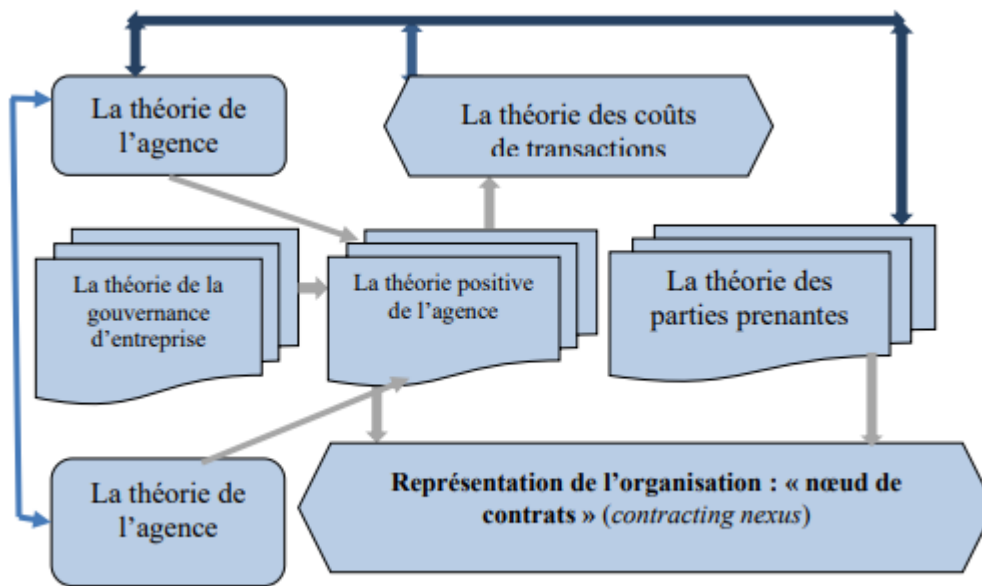 La théorie de
l’agence
La théorie des coûts
de transactions
La théorie de la
gouvernance
d’entreprise
La théorie positive
de l’agence
La théorie des
parties prenantes
La théorie de
l’agence
Représentation de l’organisation : « nœud de
contrats » (contracting nexus)